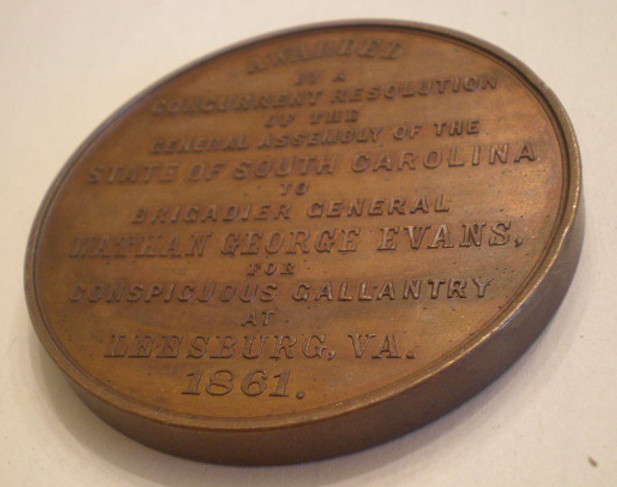 AWARDED
BY A
CONCURRENT RESOLUTION
OF THE
GENERAL ASSEMBLY OF THE
STATE OF SOUTH CAROLINA
TO
BRIGADIER GENERAL
NATHAN GEORGE EVANS,
FOR
CONSPICUOUS GALLANTRY
AT
LEESBURG, VA.
1861.